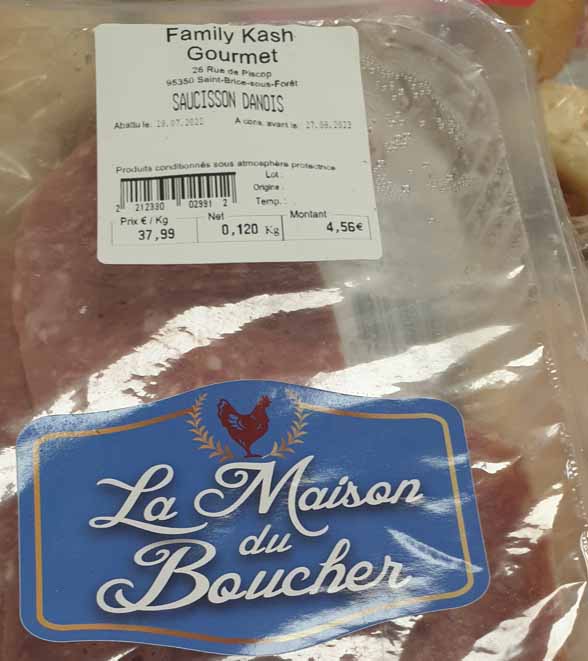 Family Kash
Gourmet
26 Rue de Piscop
95350 Saint-Brice-sous-Forêt
SAUCISSON DANOIS
Abattu le: 19.07.2022 A cons. avant le: 27.09.2022
Produits conditionnés sous atmosphère protectrice
Lot :
Origine :
Temp. :
2 212330 02991 2
Prix € / Kg Net Montant
37,99 0,120 Kg 4,56€
La Maison
du
Boucher